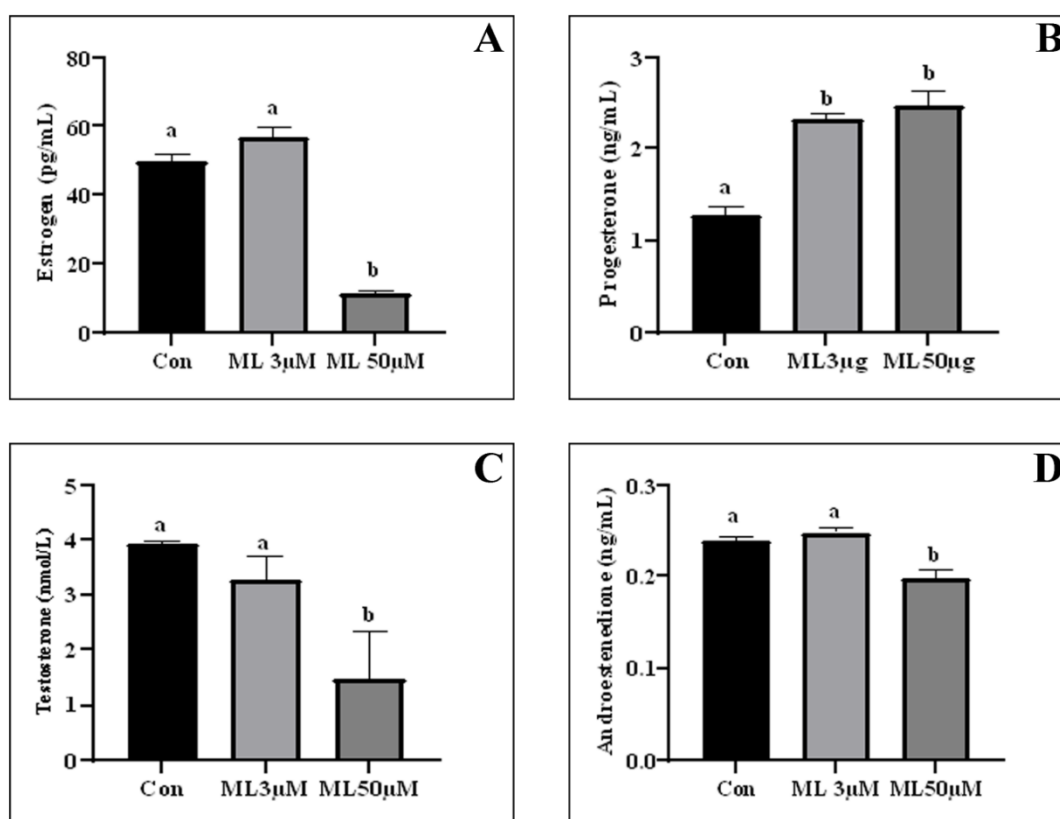 A
Estrogen (pg/mL)
80
60
40
20
0
a
a
b
Con ML 3µM ML 50µM
B
Progesterone (ng/mL)
3
2
1
0
a
b
b
Con ML3µg ML50µg
C
Testosterone (nmol/L)
5
4
3
2
1
0
a
a
b
Con ML3µM ML50µM
D
Androestenedione (ng/mL)
0.3
0.2
0.1
0.0
a
a
b
Con ML 3µM ML50µM